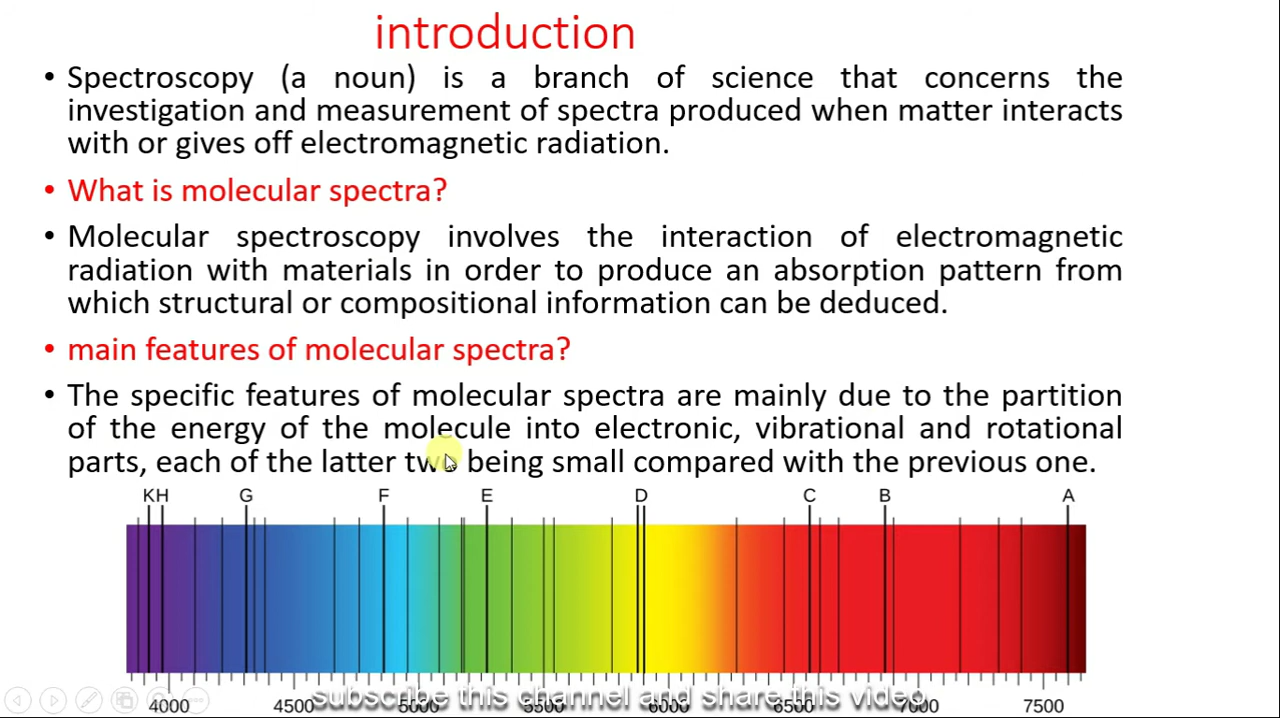 introduction
• Spectroscopy (a noun) is a branch of science that concerns the
investigation and measurement of spectra produced when matter interacts
with or gives off electromagnetic radiation.
• What is molecular spectra?
• Molecular spectroscopy involves the interaction of electromagnetic
radiation with materials in order to produce an absorption pattern from
which structural or compositional information can be deduced.
• main features of molecular spectra?
• The specific features of molecular spectra are mainly due to the partition
of the energy of the molecule into electronic, vibrational and rotational
parts, each of the latter two being small compared with the previous one.
KH G F E D C B A
subscribe this channel and share this video
4000 4500 5000 5500 6000 6500 7000 7500